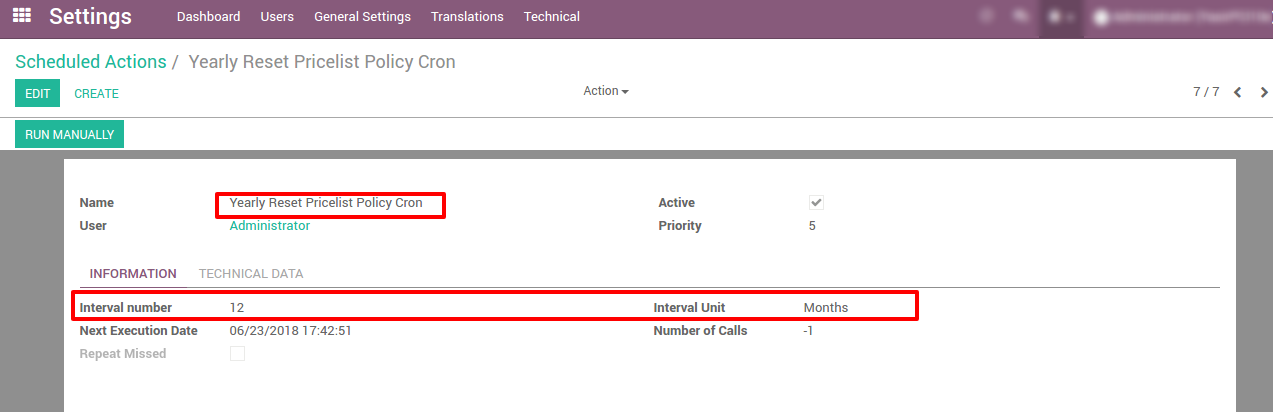 Settings Dashboard Users General Settings Translations Technical
Scheduled Actions / Yearly Reset Pricelist Policy Cron
EDIT CREATE Action 7 / 7
RUN MANUALLY
Name Yearly Reset Pricelist Policy Cron Active
User Administrator Priority 5
INFORMATION TECHNICAL DATA
Interval number 12 Interval Unit Months
Next Execution Date 06/23/2018 17:42:51 Number of Calls -1
Repeat Missed